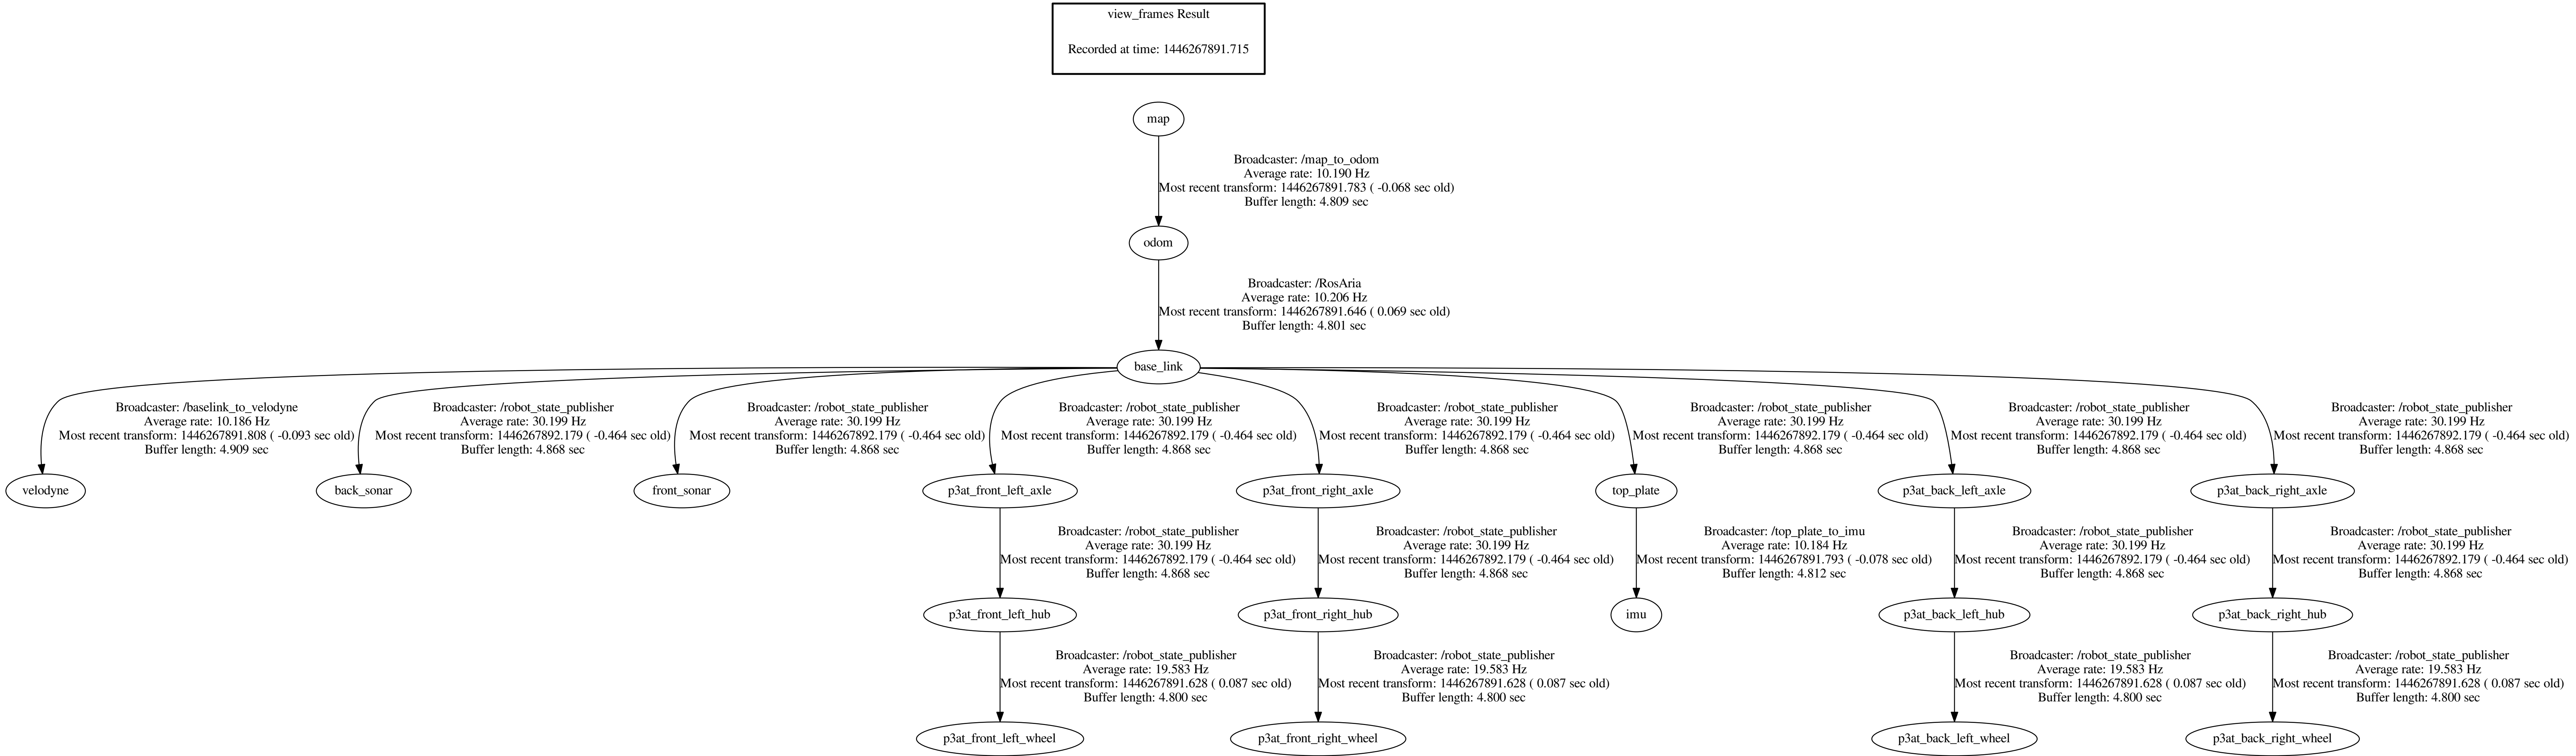 view_frames Result
Recorded at time: 1446267891.715
map
Broadcaster: /map_to_odom
Average rate: 10.190 Hz
Most recent transform: 1446267891.783 ( -0.068 sec old)
Buffer length: 4.809 sec
odom
Broadcaster: /RosAria
Average rate: 10.206 Hz
Most recent transform: 1446267891.646 ( 0.069 sec old)
Buffer length: 4.801 sec
base_link
Broadcaster: /baselink_to_velodyne
Average rate: 10.186 Hz
Most recent transform: 1446267891.808 ( -0.093 sec old)
Buffer length: 4.909 sec
Broadcaster: /robot_state_publisher
Average rate: 30.199 Hz
Most recent transform: 1446267892.179 ( -0.464 sec old)
Buffer length: 4.868 sec
Broadcaster: /robot_state_publisher
Average rate: 30.199 Hz
Most recent transform: 1446267892.179 ( -0.464 sec old)
Buffer length: 4.868 sec
Broadcaster: /robot_state_publisher
Average rate: 30.199 Hz
Most recent transform: 1446267892.179 ( -0.464 sec old)
Buffer length: 4.868 sec
Broadcaster: /robot_state_publisher
Average rate: 30.199 Hz
Most recent transform: 1446267892.179 ( -0.464 sec old)
Buffer length: 4.868 sec
Broadcaster: /robot_state_publisher
Average rate: 30.199 Hz
Most recent transform: 1446267892.179 ( -0.464 sec old)
Buffer length: 4.868 sec
Broadcaster: /robot_state_publisher
Average rate: 30.199 Hz
Most recent transform: 1446267892.179 ( -0.464 sec old)
Buffer length: 4.868 sec
Broadcaster: /robot_state_publisher
Average rate: 30.199 Hz
Most recent transform: 1446267892.179 ( -0.464 sec old)
Buffer length: 4.868 sec
velodyne
back_sonar
front_sonar
p3at_front_left_axle
p3at_front_right_axle
top_plate
p3at_back_left_axle
p3at_back_right_axle
Broadcaster: /robot_state_publisher
Average rate: 30.199 Hz
Most recent transform: 1446267892.179 ( -0.464 sec old)
Buffer length: 4.868 sec
Broadcaster: /robot_state_publisher
Average rate: 30.199 Hz
Most recent transform: 1446267892.179 ( -0.464 sec old)
Buffer length: 4.868 sec
Broadcaster: /top_plate_to_imu
Average rate: 10.184 Hz
Most recent transform: 1446267891.793 ( -0.078 sec old)
Buffer length: 4.812 sec
Broadcaster: /robot_state_publisher
Average rate: 30.199 Hz
Most recent transform: 1446267892.179 ( -0.464 sec old)
Buffer length: 4.868 sec
Broadcaster: /robot_state_publisher
Average rate: 30.199 Hz
Most recent transform: 1446267892.179 ( -0.464 sec old)
Buffer length: 4.868 sec
p3at_front_left_hub
p3at_front_right_hub
imu
p3at_back_left_hub
p3at_back_right_hub
Broadcaster: /robot_state_publisher
Average rate: 19.583 Hz
Most recent transform: 1446267891.628 ( 0.087 sec old)
Buffer length: 4.800 sec
Broadcaster: /robot_state_publisher
Average rate: 19.583 Hz
Most recent transform: 1446267891.628 ( 0.087 sec old)
Buffer length: 4.800 sec
Broadcaster: /robot_state_publisher
Average rate: 19.583 Hz
Most recent transform: 1446267891.628 ( 0.087 sec old)
Buffer length: 4.800 sec
Broadcaster: /robot_state_publisher
Average rate: 19.583 Hz
Most recent transform: 1446267891.628 ( 0.087 sec old)
Buffer length: 4.800 sec
p3at_front_left_wheel
p3at_front_right_wheel
p3at_back_left_wheel
p3at_back_right_wheel